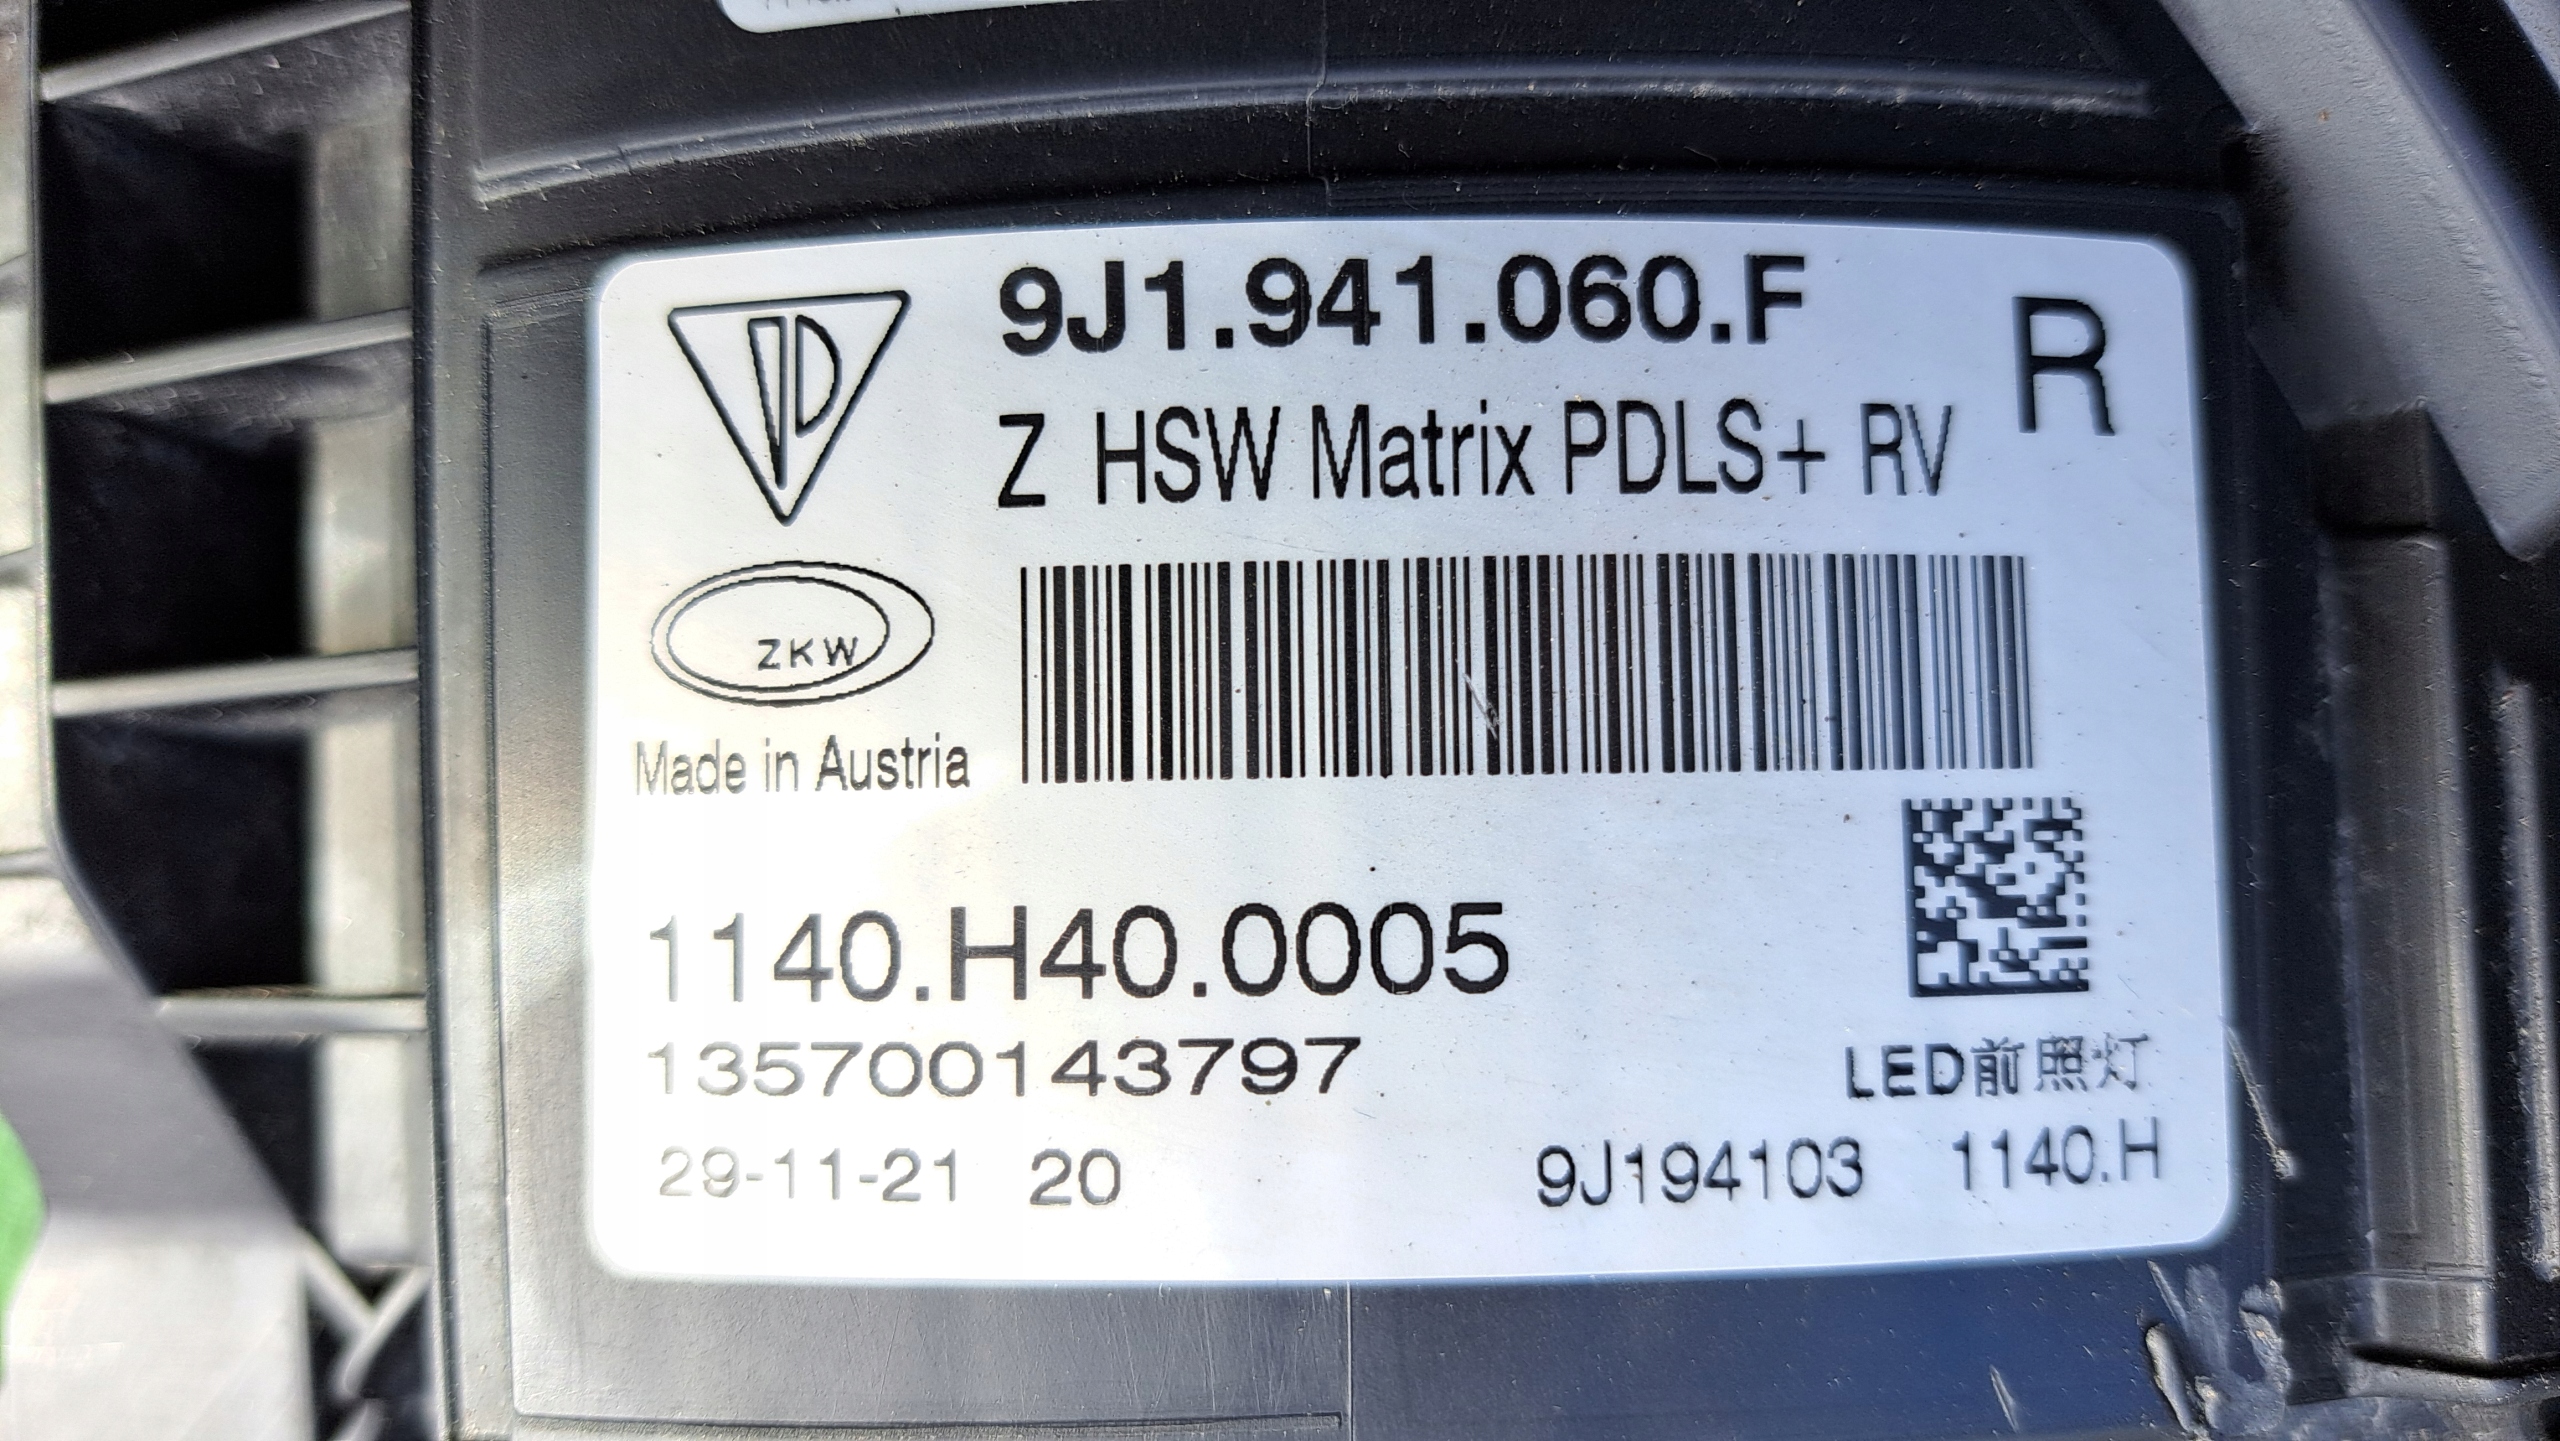 9J1.941.060.F
R
Z HSW Matrix PDLS+ RV
ZKW
Made in Austria
1140.H40.0005
135700143797
LED前照灯
29-11-21 20
9J194103 1140.H